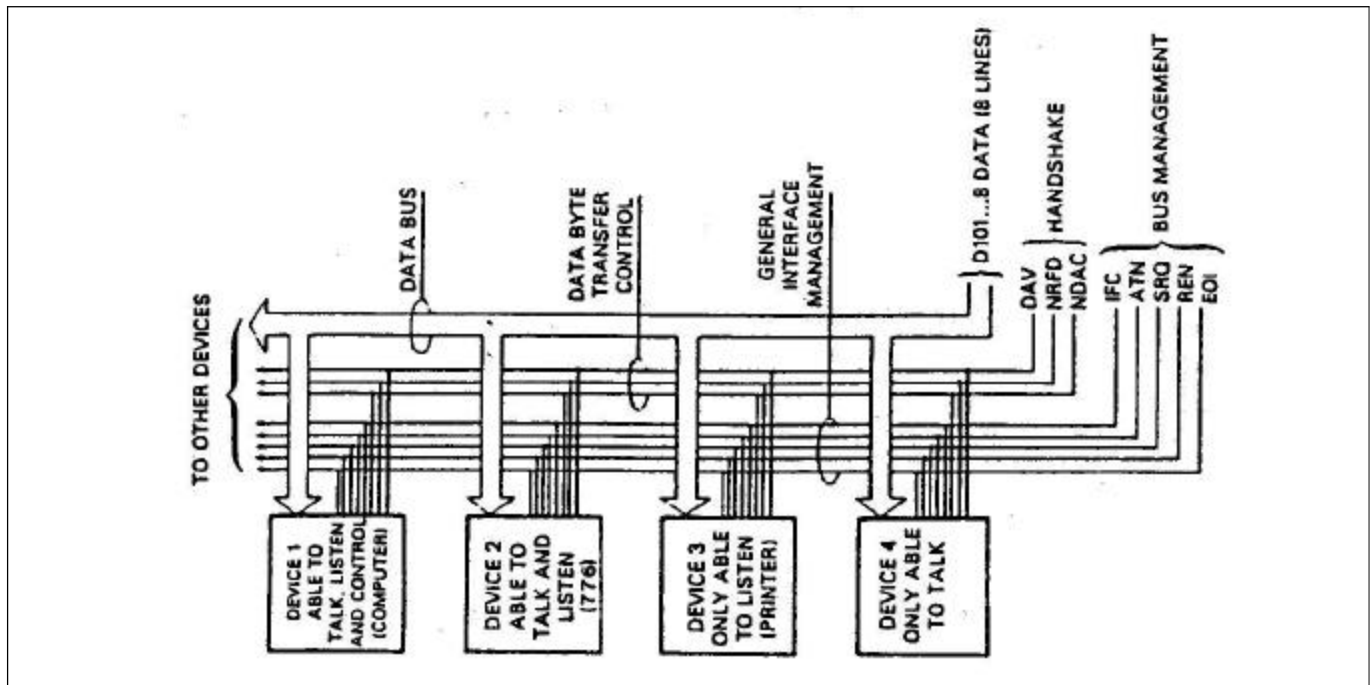 TO OTHER DEVICES
DATA BUS
DATA BYTE
TRANSFER
CONTROL
GENERAL
INTERFACE
MANAGEMENT
D101...8 DATA (8 LINES)
DAV
NRFD
NDAC
HANDSHAKE
IFC
ATN
SRQ
REN
EOI
BUS MANAGEMENT
DEVICE 1
ABLE TO
TALK, LISTEN
AND CONTROL
(COMPUTER)
DEVICE 2
ABLE TO
TALK AND
LISTEN
(776)
DEVICE 3
ONLY ABLE
TO LISTEN
(PRINTER)
DEVICE 4
ONLY ABLE
TO TALK